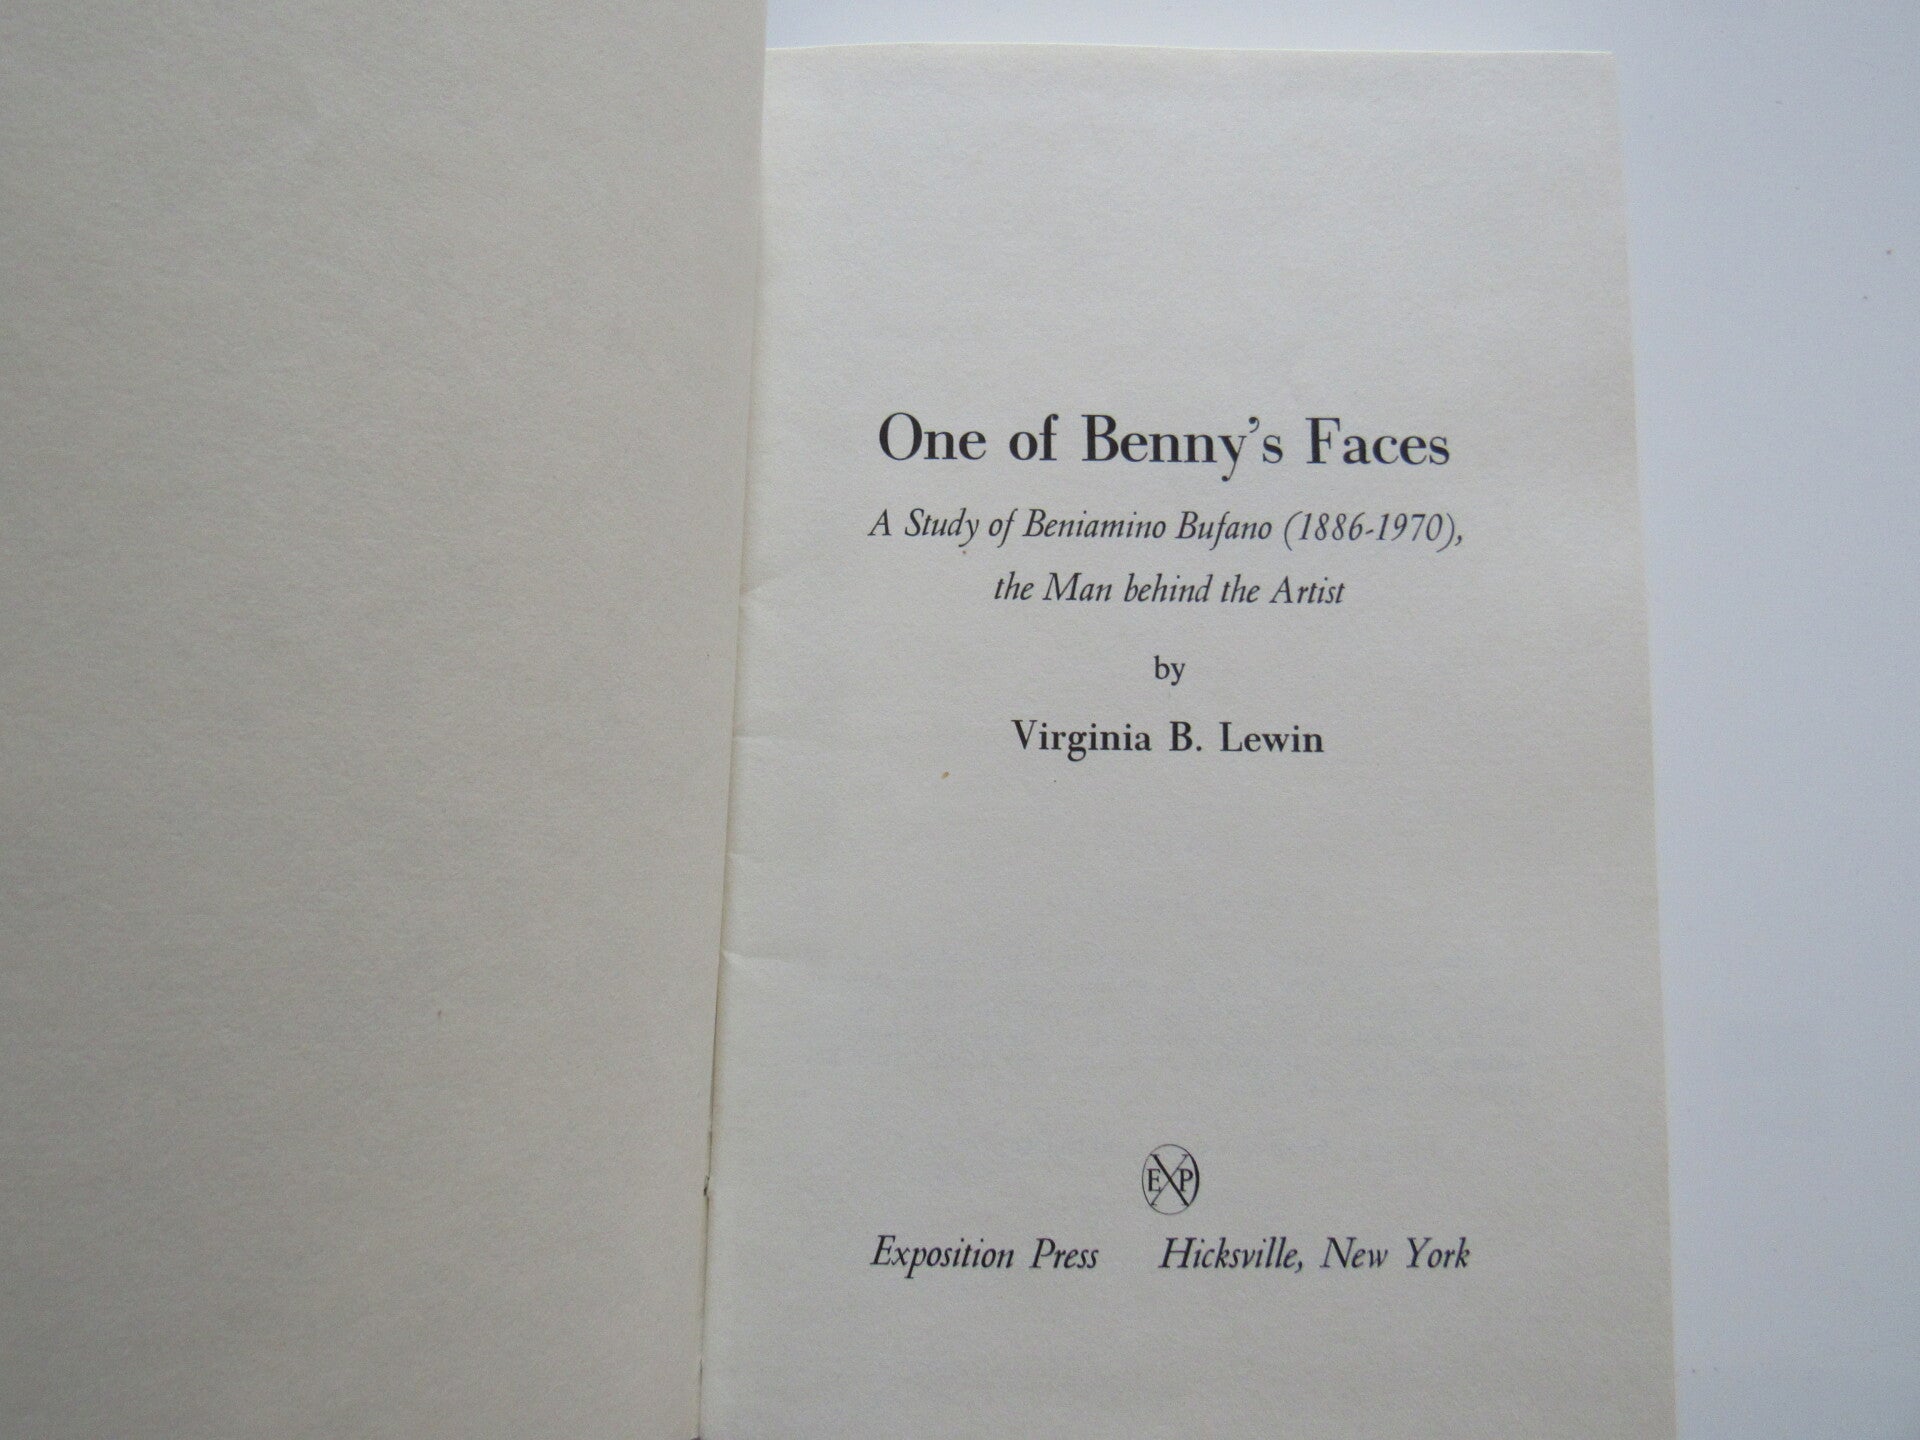 One of Benny's Faces
A Study of Beniamino Bufano (1886-1970),
the Man behind the Artist
by
Virginia B. Lewin
EXP
Exposition Press Hicksville, New York